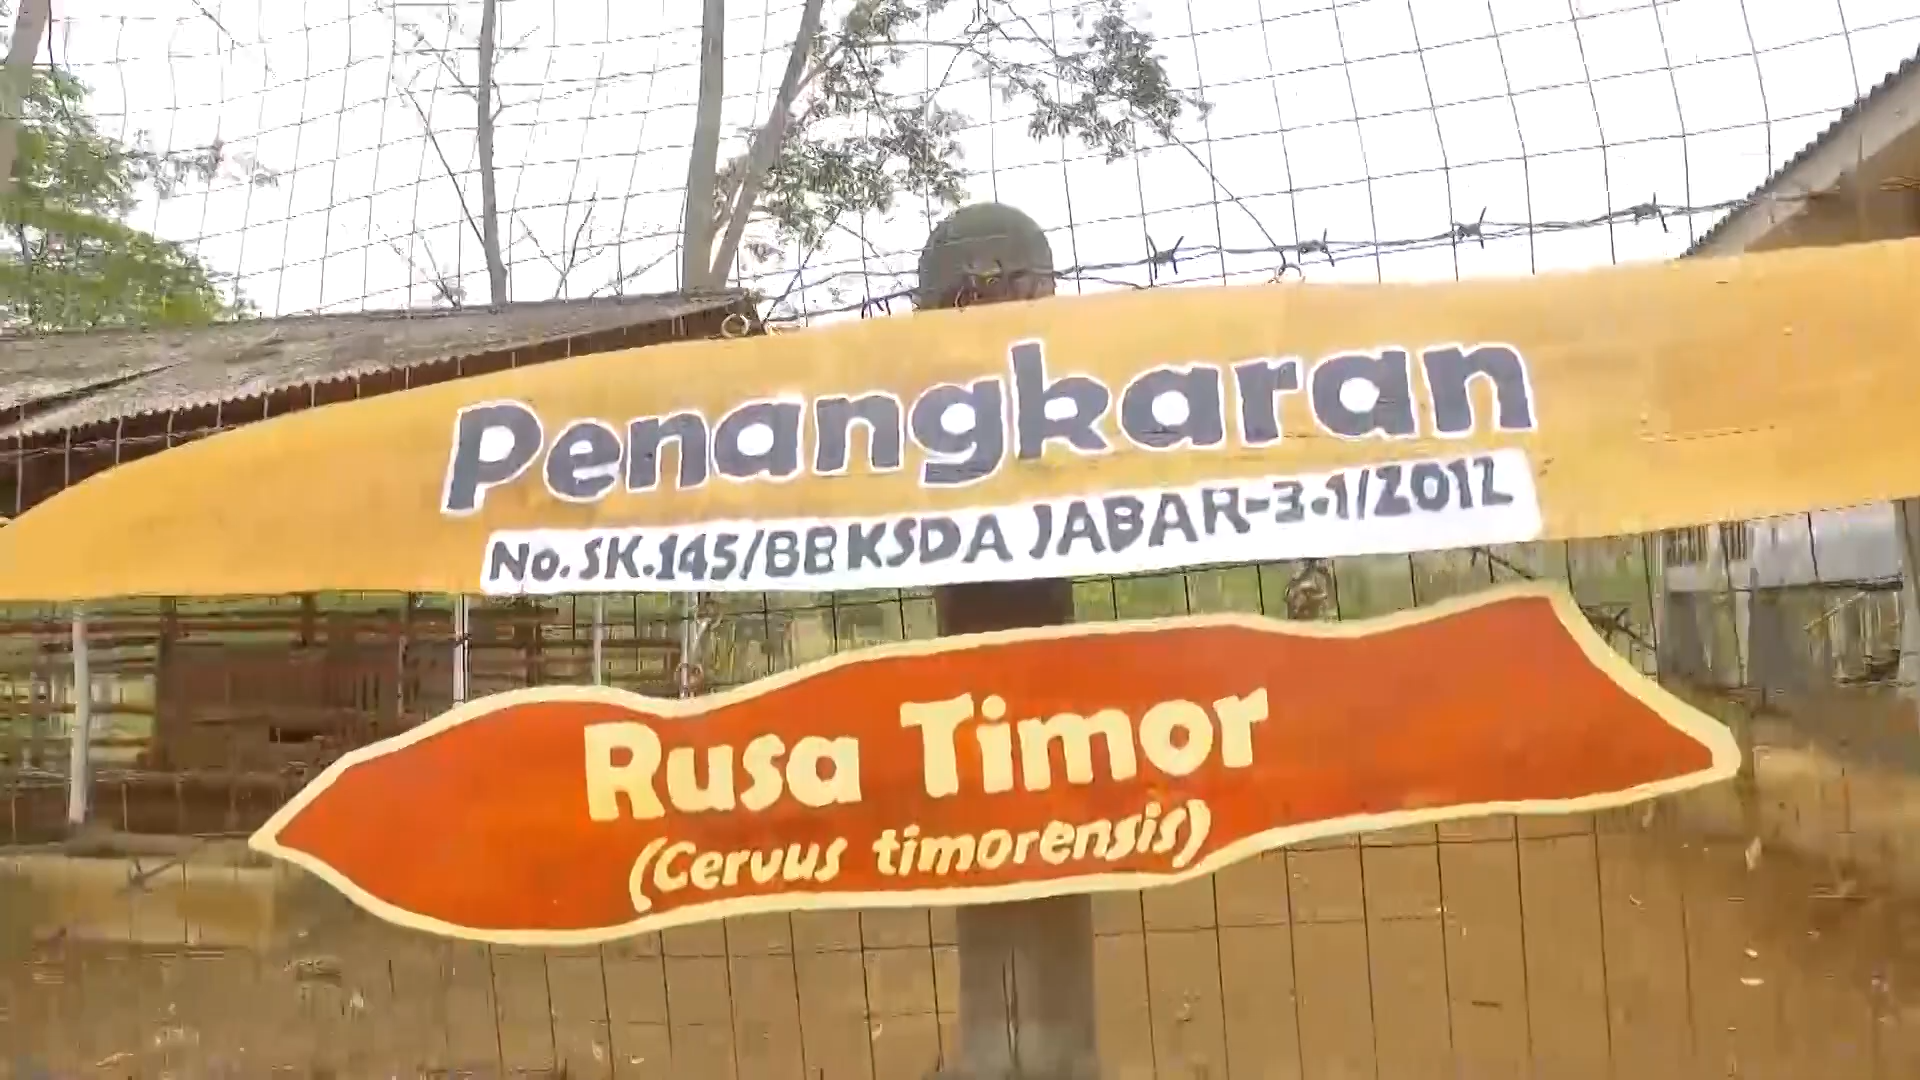 Penangkaran
No.SK.145/BBKSDA JABAR-3.1/2012
Rusa Timor
(Cervus timorensis)